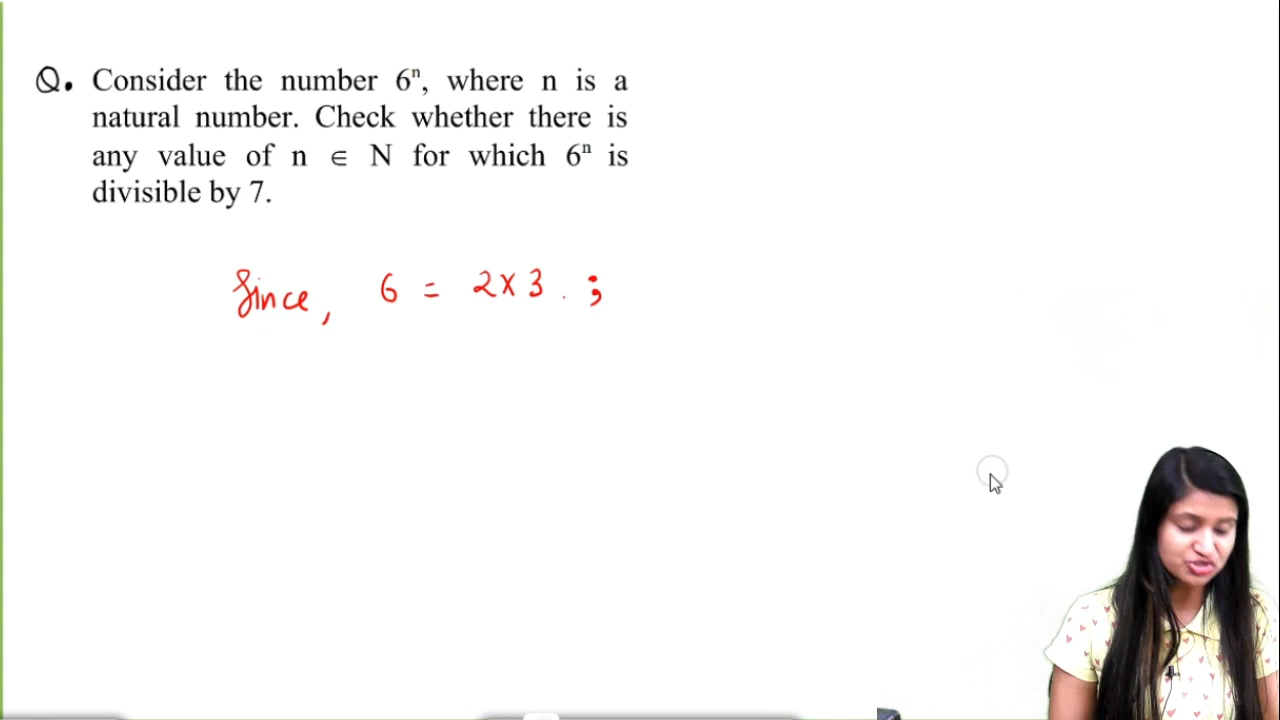 Q. Consider the number 6ⁿ, where n is a
natural number. Check whether there is
any value of n ∈ N for which 6ⁿ is
divisible by 7.
Since, 6 = 2 x 3 . ;